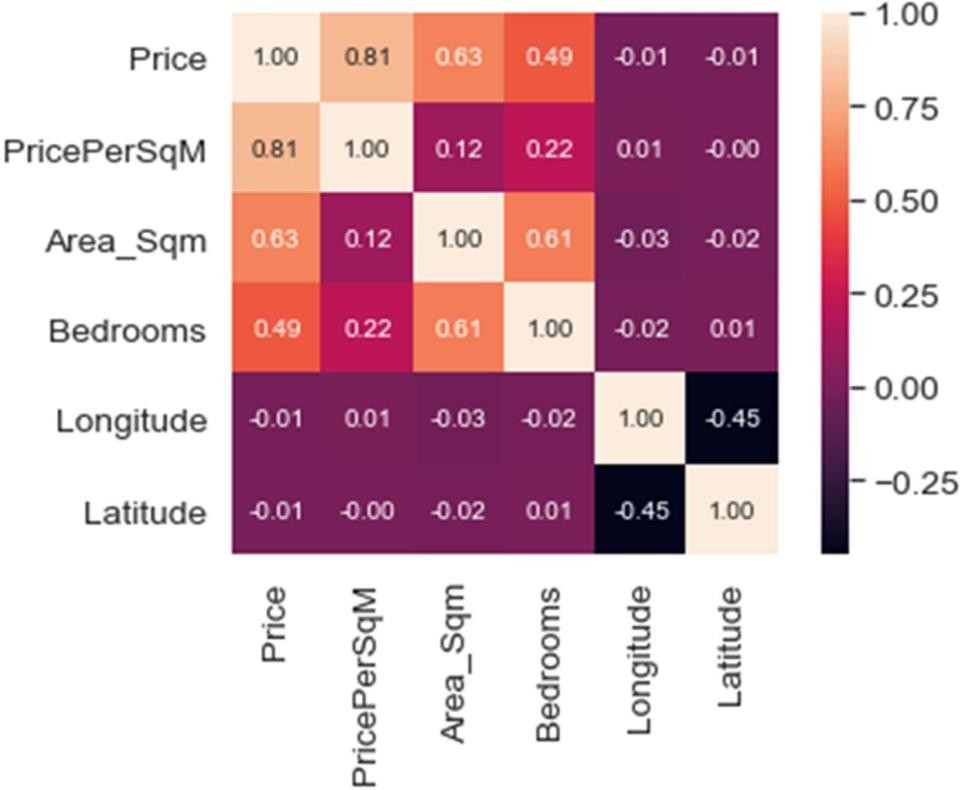 Price 1.00 0.81 0.63 0.49 -0.01 -0.01
PricePerSqM 0.81 1.00 0.12 0.22 0.01 -0.00
Area_Sqm 0.63 0.12 1.00 0.61 -0.03 -0.02
Bedrooms 0.49 0.22 0.61 1.00 -0.02 0.01
Longitude -0.01 0.01 -0.03 -0.02 1.00 -0.45
Latitude -0.01 -0.00 -0.02 0.01 -0.45 1.00
Price
PricePerSqM
Area_Sqm
Bedrooms
Longitude
Latitude
1.00
0.75
0.50
0.25
0.00
−0.25